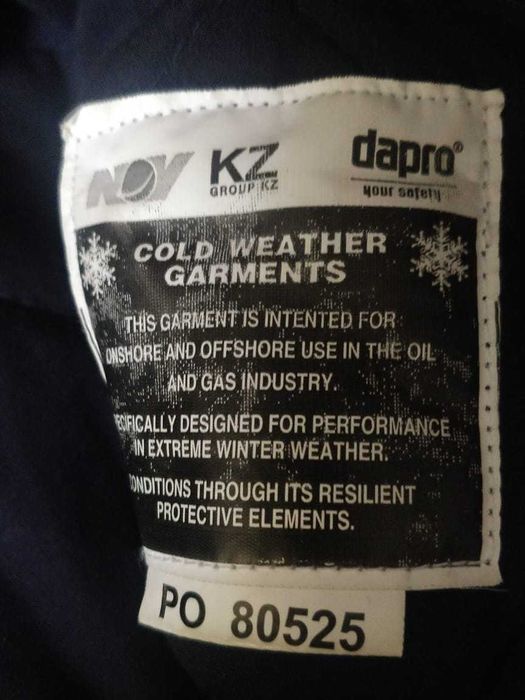 NOV
KZ
GROUP KZ
dapro®
your safety
COLD WEATHER
GARMENTS
THIS GARMENT IS INTENTED FOR
ONSHORE AND OFFSHORE USE IN THE OIL
AND GAS INDUSTRY.
ECIFICALLY DESIGNED FOR PERFORMANCE
IN EXTREME WINTER WEATHER.
ONDITIONS THROUGH ITS RESILIENT
PROTECTIVE ELEMENTS.
PO 80525